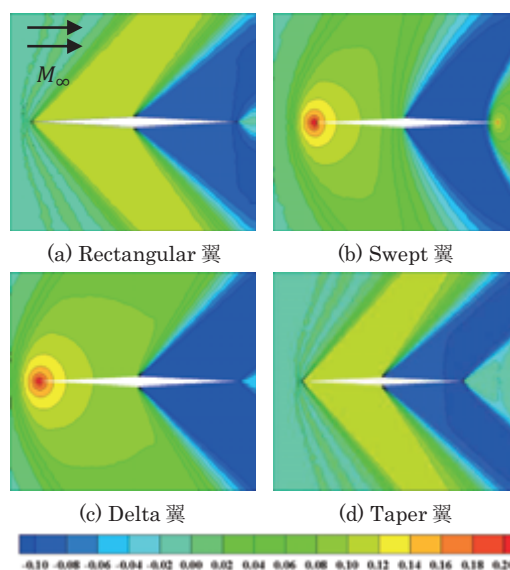 M∞
(a) Rectangular 翼
(b) Swept 翼
(c) Delta 翼
(d) Taper 翼
-0.10 -0.08 -0.06 -0.04 -0.02 0.00 0.02 0.04 0.06 0.08 0.10 0.12 0.14 0.16 0.18 0.20